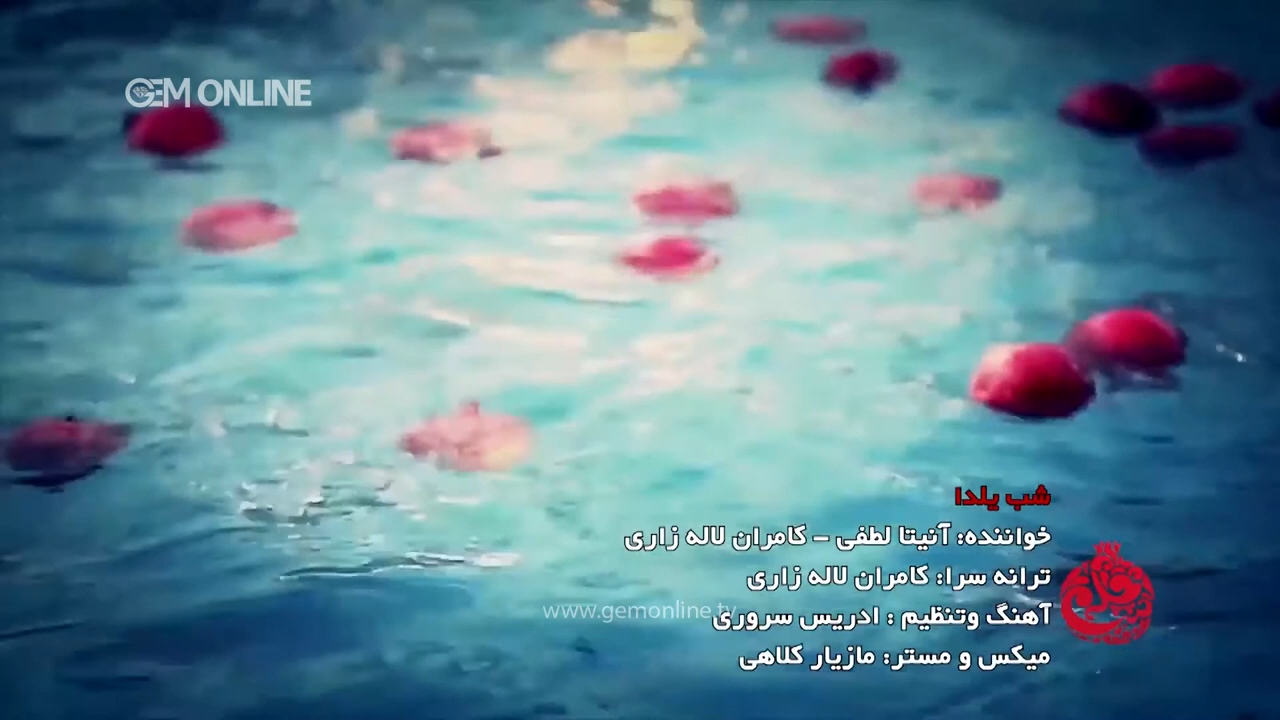 GEM ONLINE
شب یلدا
خواننده: آنیتا لطفی – کامران لاله زاری
ترانه سرا: کامران لاله زاری
www.gemonline.tv
آهنگ وتنظیم : ادریس سروری
میکس و مستر: مازیار کلاهی